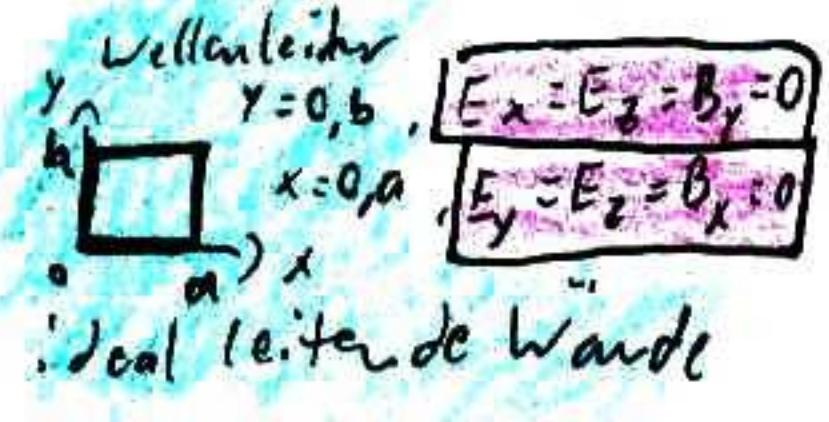 Wellenleiter
y
y=0,b, Ex=Ez=By=0
b
x=0,a, Ey=Ez=Bx=0
0 a x
ideal leitende Wände